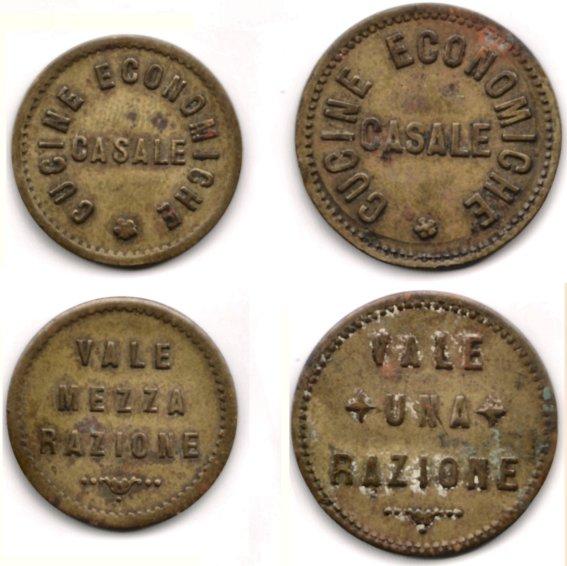 CUCINE ECONOMICHE
CASALE
CUCINE ECONOMICHE
CASALE
VALE
MEZZA
RAZIONE
VALE
UNA
RAZIONE